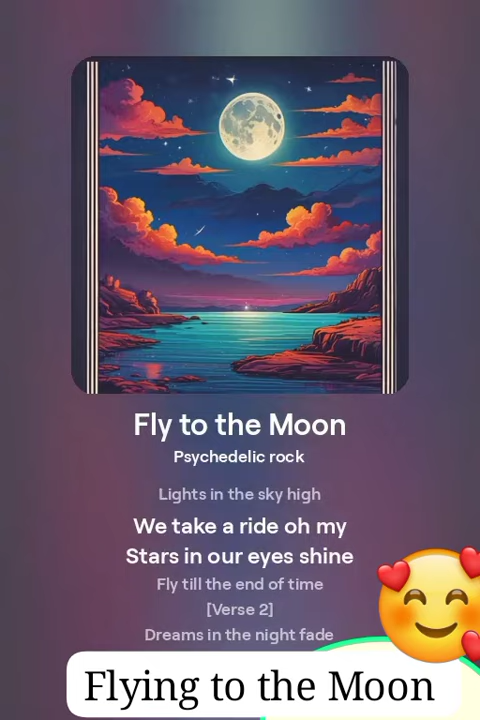 Fly to the Moon
Psychedelic rock
Lights in the sky high
We take a ride oh my
Stars in our eyes shine
Fly till the end of time
[Verse 2]
Dreams in the night fade
Flying to the Moon